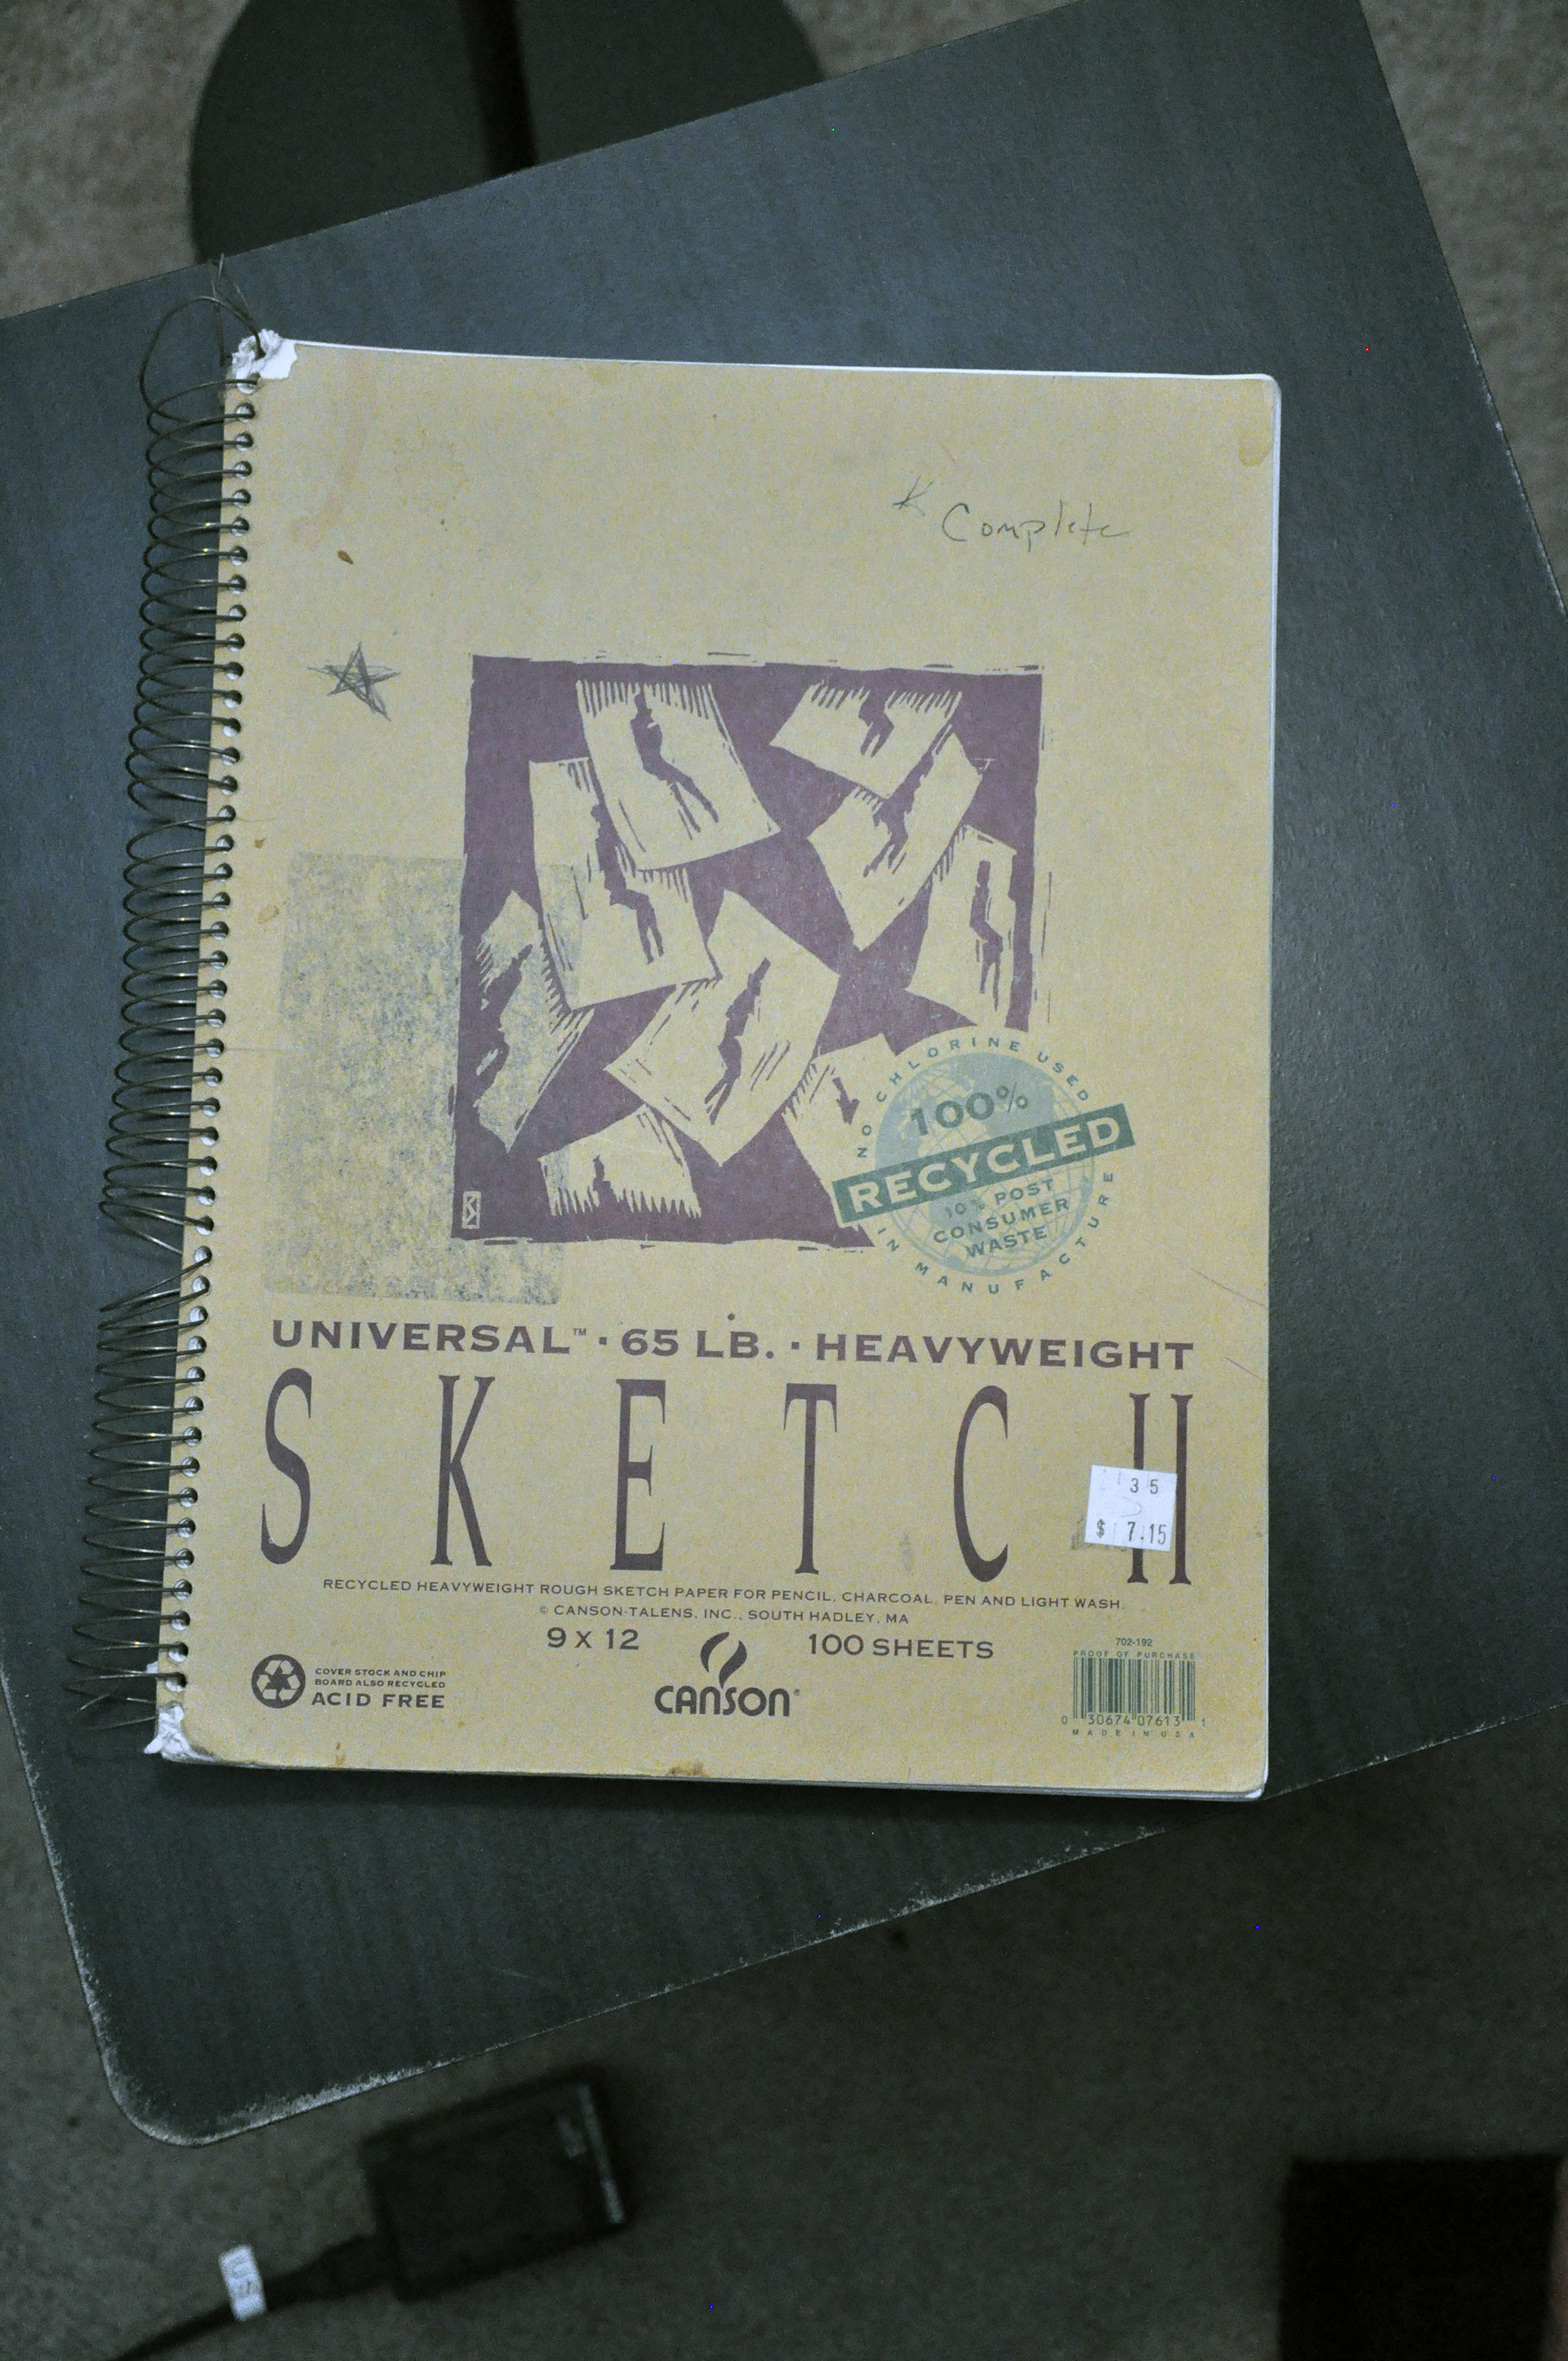 Complete
NO CHLORINE USED
100%
RECYCLED
10% POST
CONSUMER
WASTE
IN MANUFACTURE
UNIVERSAL™ · 65 LB. · HEAVYWEIGHT
SKETCH
35
$ 7.15
RECYCLED HEAVYWEIGHT ROUGH SKETCH PAPER FOR PENCIL, CHARCOAL, PEN AND LIGHT WASH.
© CANSON-TALENS, INC., SOUTH HADLEY, MA
9 X 12
100 SHEETS
COVER STOCK AND CHIP
BOARD ALSO RECYCLED
ACID FREE
CANSON®
702-192
PROOF OF PURCHASE
0 30674 07613 1
MADE IN USA